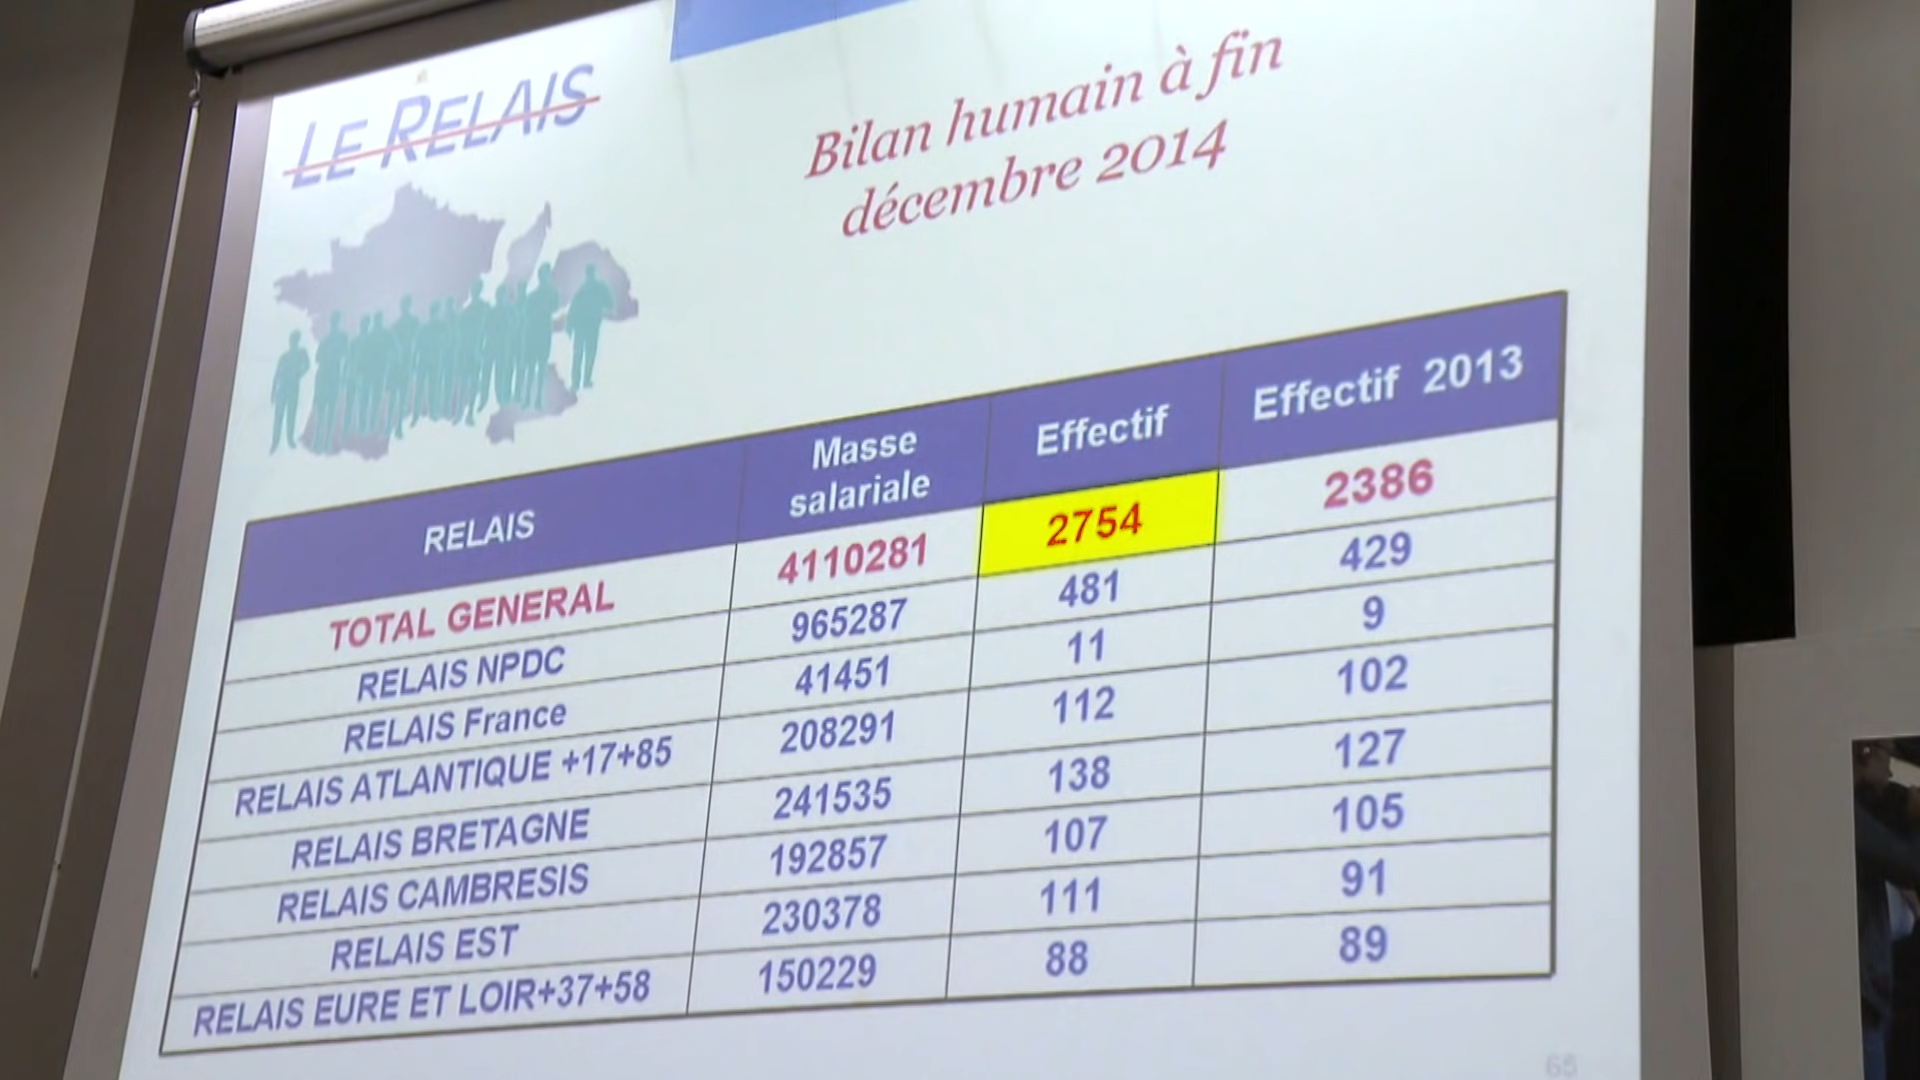 LE RELAIS
Bilan humain à fin
décembre 2014
RELAIS Masse salariale Effectif Effectif 2013
TOTAL GENERAL 4110281 2754 2386
RELAIS NPDC 965287 481 429
RELAIS France 41451 11 9
RELAIS ATLANTIQUE +17+85 208291 112 102
RELAIS BRETAGNE 241535 138 127
RELAIS CAMBRESIS 192857 107 105
RELAIS EST 230378 111 91
RELAIS EURE ET LOIR+37+58 150229 88 89
65